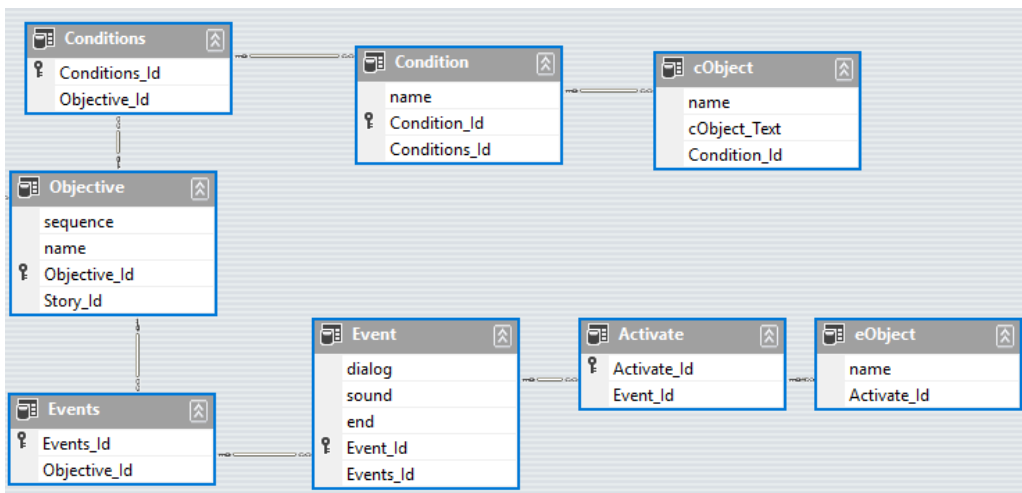 Conditions
Conditions_Id
Objective_Id
Condition
name
Condition_Id
Conditions_Id
cObject
name
cObject_Text
Condition_Id
Objective
sequence
name
Objective_Id
Story_Id
Event
dialog
sound
end
Event_Id
Events_Id
Activate
Activate_Id
Event_Id
eObject
name
Activate_Id
Events
Events_Id
Objective_Id